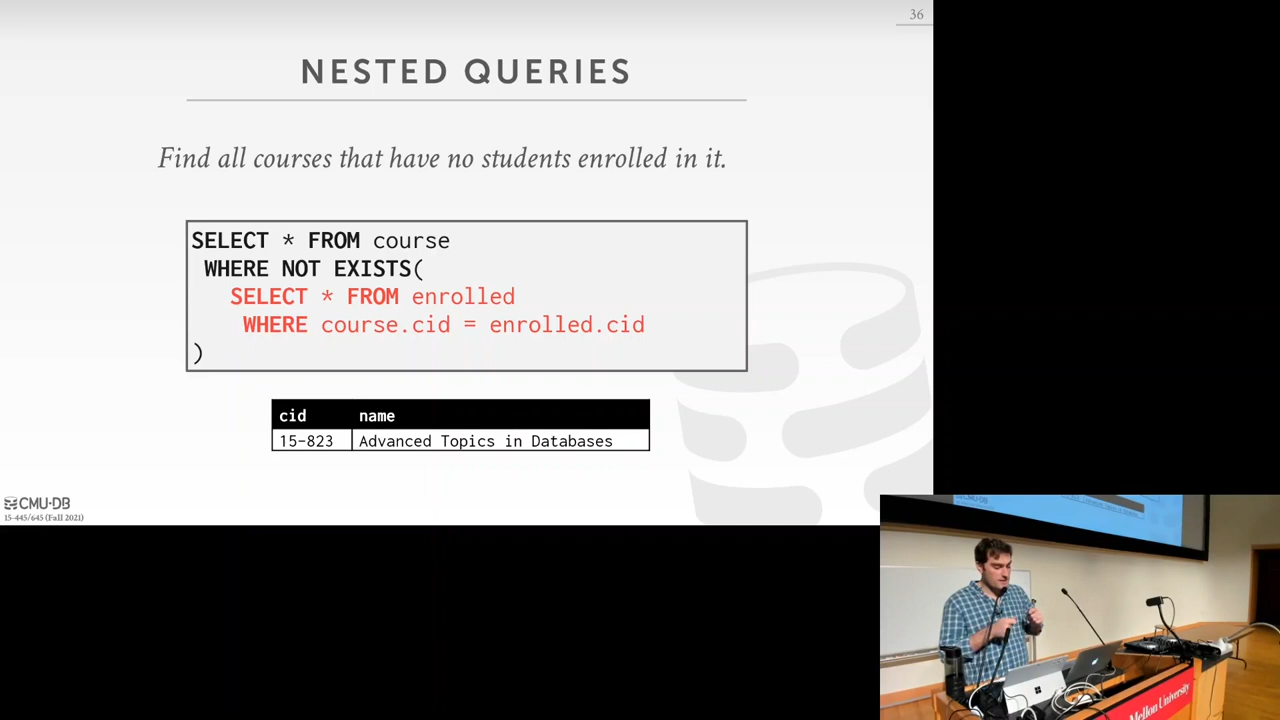 36
NESTED QUERIES
Find all courses that have no students enrolled in it.
SELECT * FROM course
WHERE NOT EXISTS(
SELECT * FROM enrolled
WHERE course.cid = enrolled.cid
)
cid name
15-823 Advanced Topics in Databases
CMU·DB
15-445/645 (Fall 2021)
Mellon University